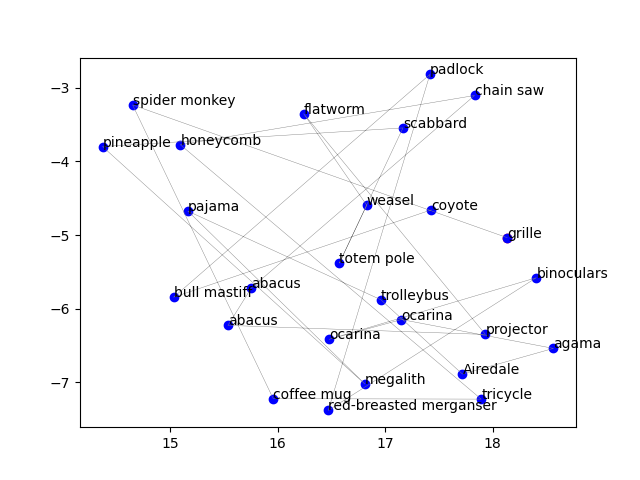 padlock
−3
chain saw
spider monkey
flatworm
scabbard
pineapple
honeycomb
−4
weasel
coyote
pajama
grille
−5
totem pole
binoculars
bull mastiff
abacus
trolleybus
−6
abacus
ocarina
ocarina
projector
agama
Airedale
megalith
−7
coffee mug
tricycle
red-breasted merganser
15 16 17 18